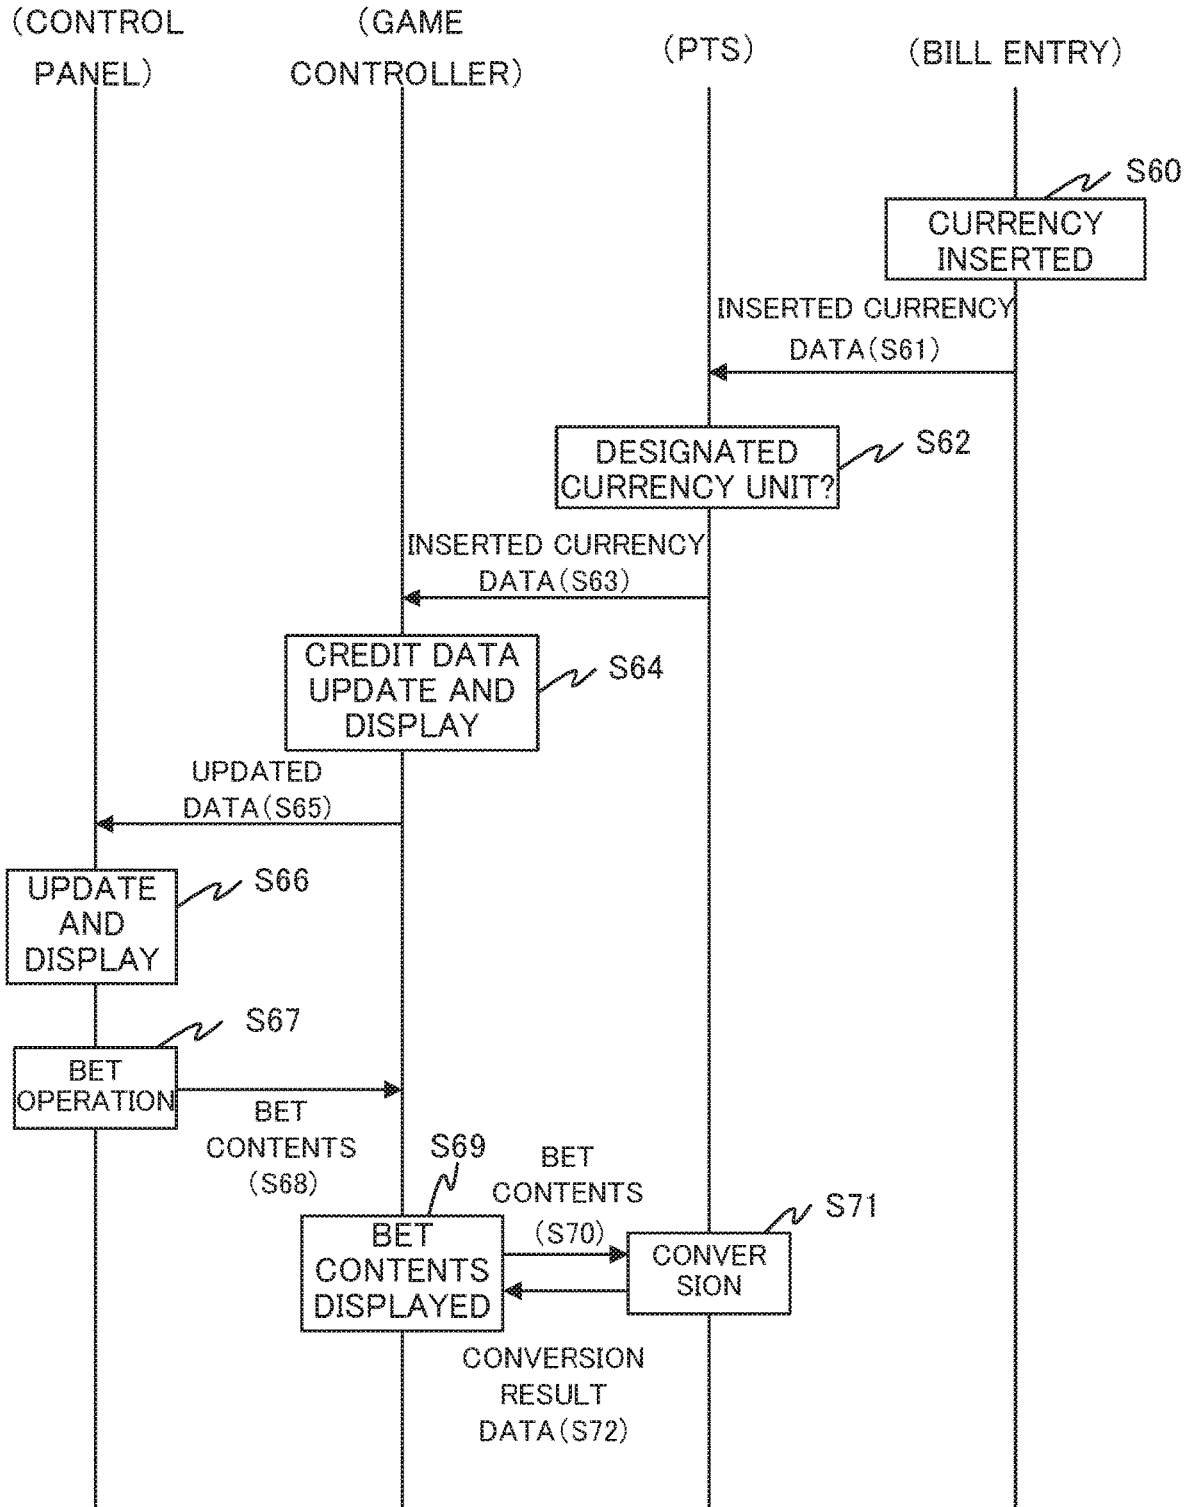 (CONTROL
PANEL)
(GAME
CONTROLLER)
(PTS)
(BILL ENTRY)
S60
CURRENCY
INSERTED
INSERTED CURRENCY
DATA(S61)
DESIGNATED
CURRENCY UNIT?
S62
INSERTED CURRENCY
DATA(S63)
CREDIT DATA
UPDATE AND
DISPLAY
S64
UPDATED
DATA(S65)
UPDATE
AND
DISPLAY
S66
S67
BET
OPERATION
BET
CONTENTS
(S68)
S69
BET
CONTENTS
DISPLAYED
BET
CONTENTS
(S70)
S71
CONVER
SION
CONVERSION
RESULT
DATA(S72)